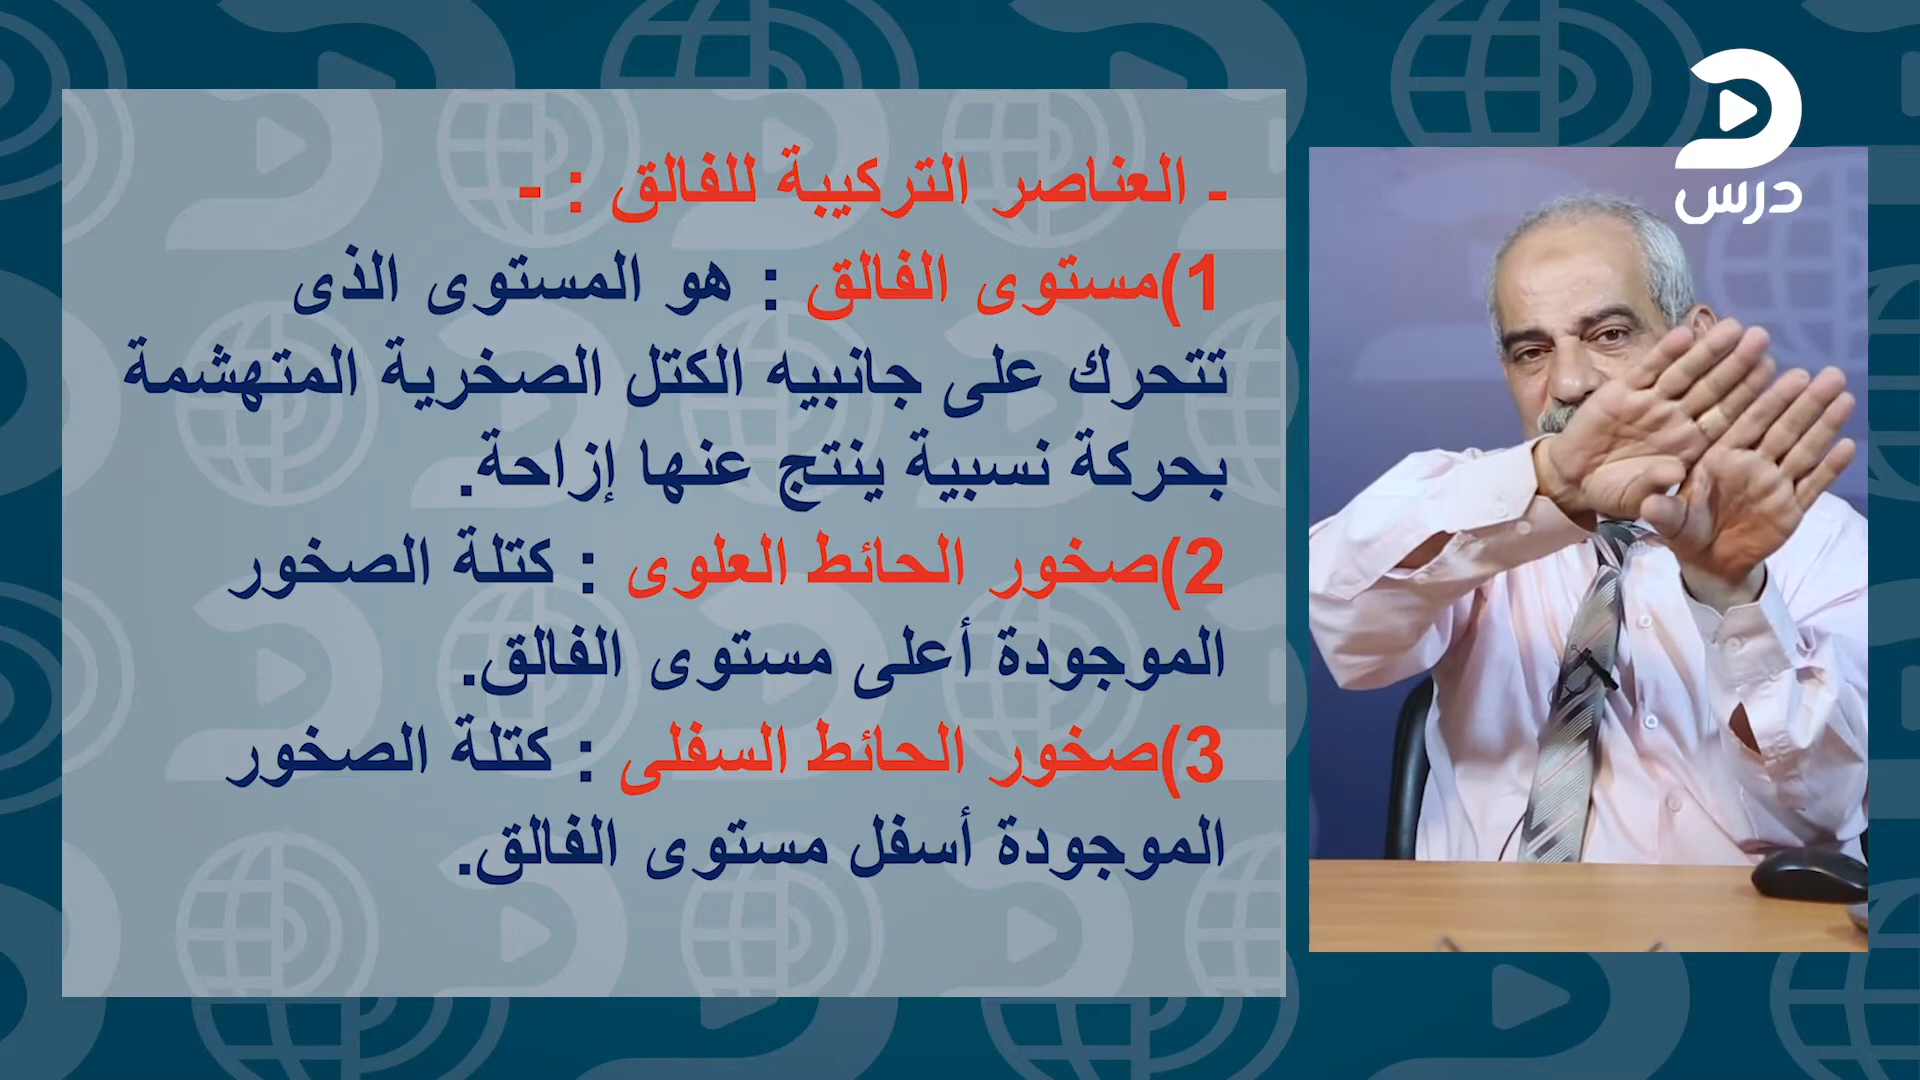 - العناصر التركيبة للفالق : -
1)مستوى الفالق : هو المستوى الذى
تتحرك على جانبيه الكتل الصخرية المتهشمة
بحركة نسبية ينتج عنها إزاحة.
2)صخور الحائط العلوى : كتلة الصخور
الموجودة أعلى مستوى الفالق.
3)صخور الحائط السفلى : كتلة الصخور
الموجودة أسفل مستوى الفالق.
درس